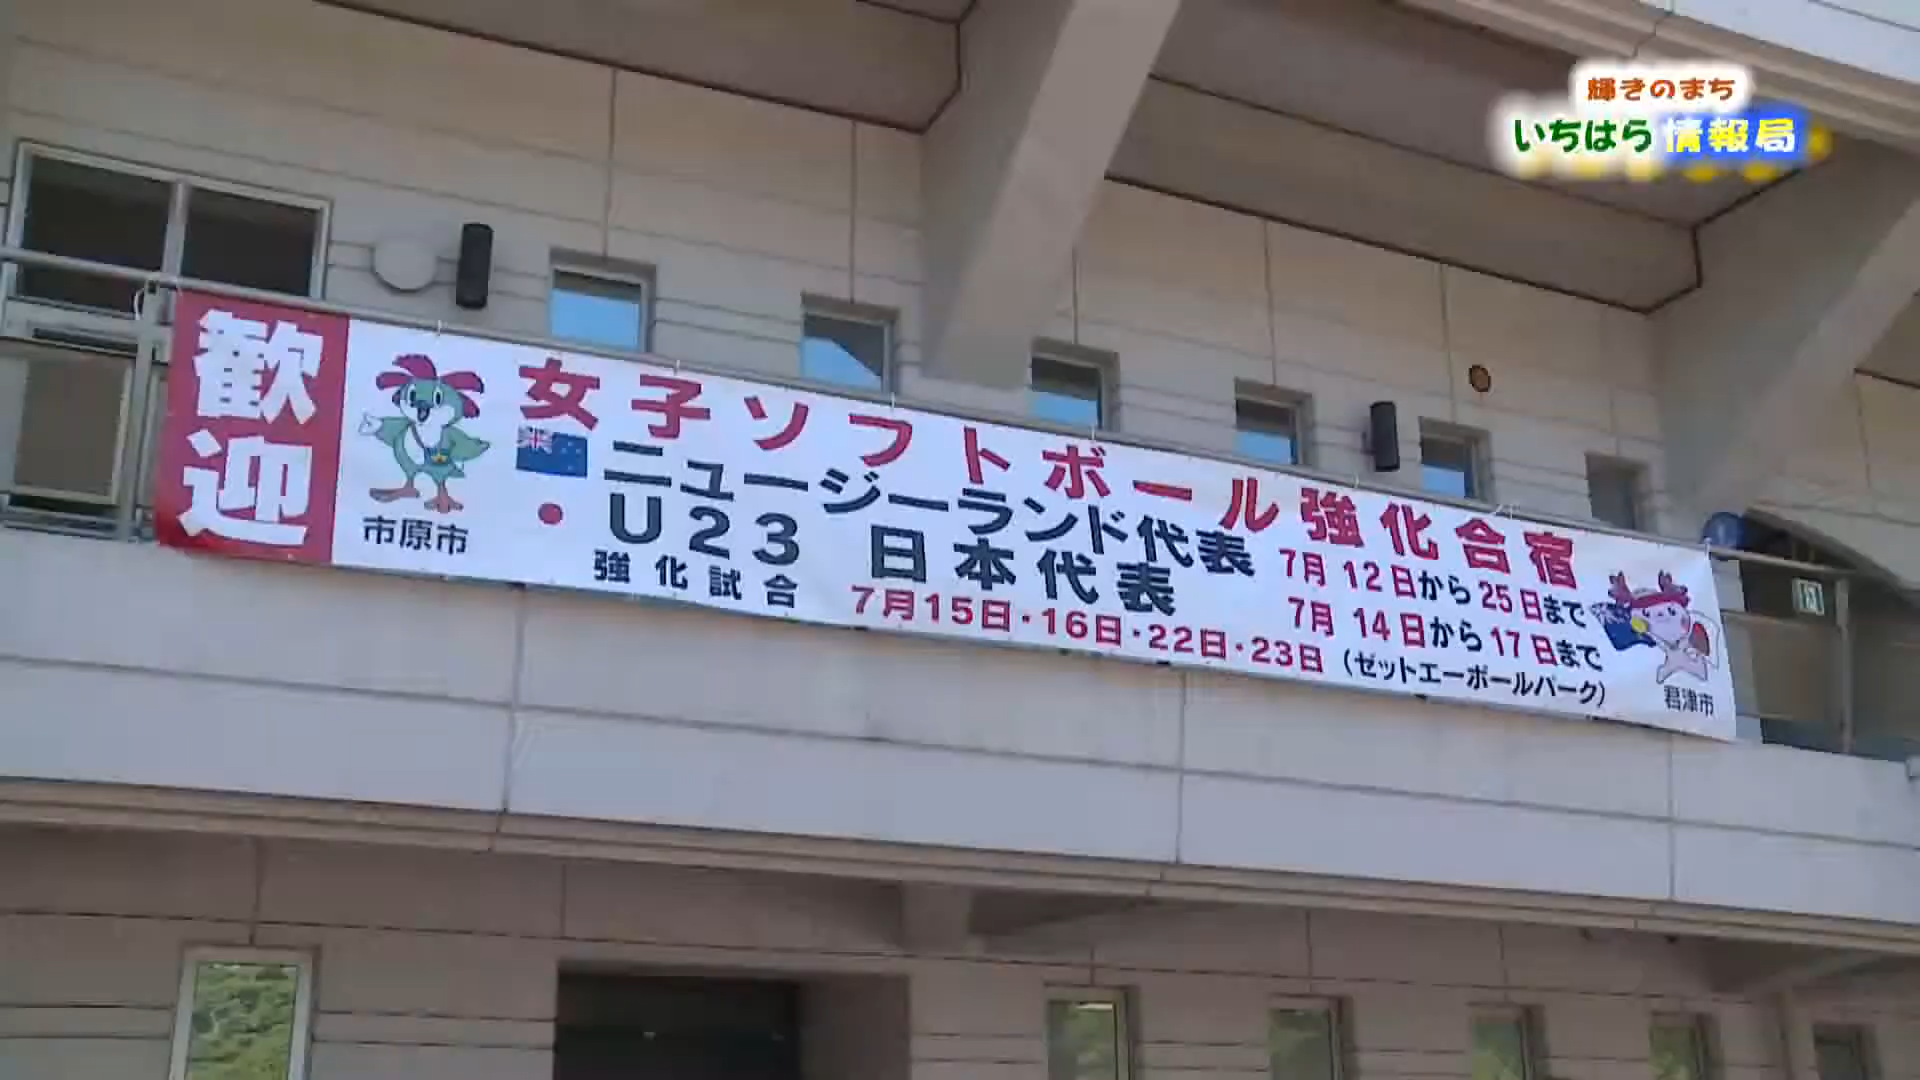 輝きのまち
いちはら情報局
歓迎
市原市
女子ソフトボール強化合宿
ニュージーランド代表 7月12日から25日まで
U23 日本代表 7月14日から17日まで
強化試合 7月15日・16日・22日・23日(ゼットエーボールパーク)
君津市